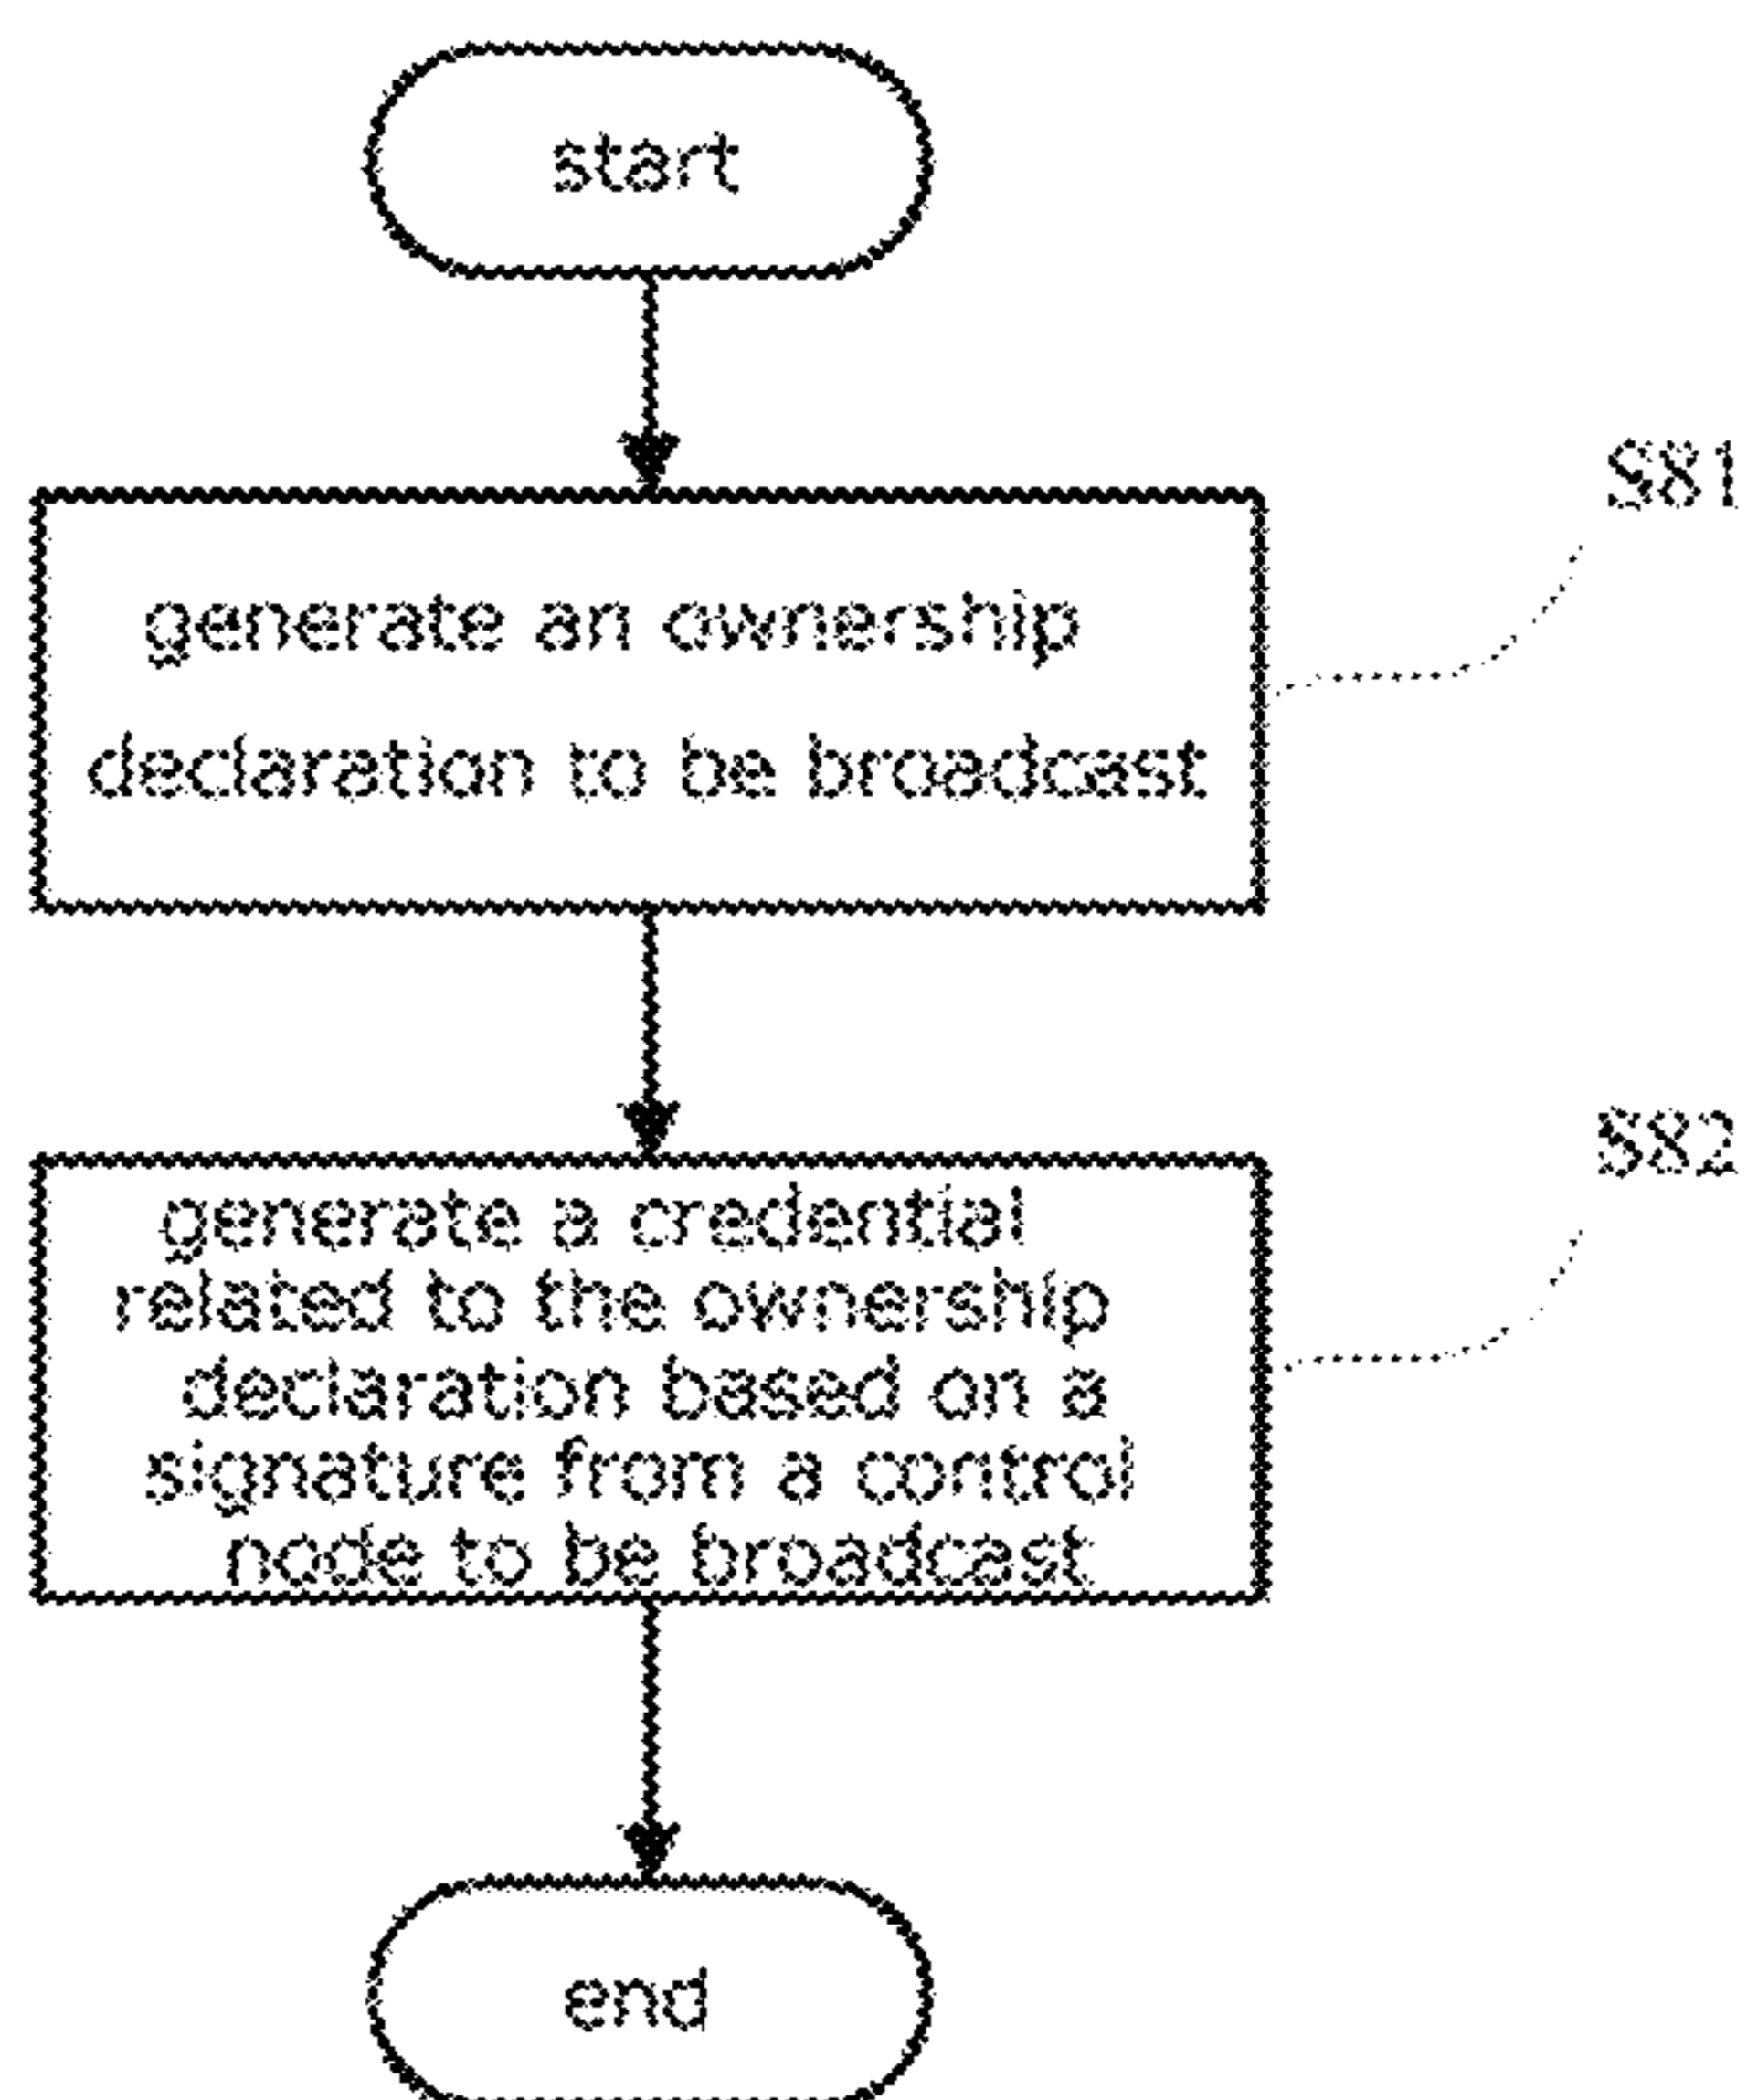 start
S81
generate an ownership
declaration to be broadcast
S82
generate a credential
related to the ownership
declaration based on a
signature from a control
node to be broadcast
end